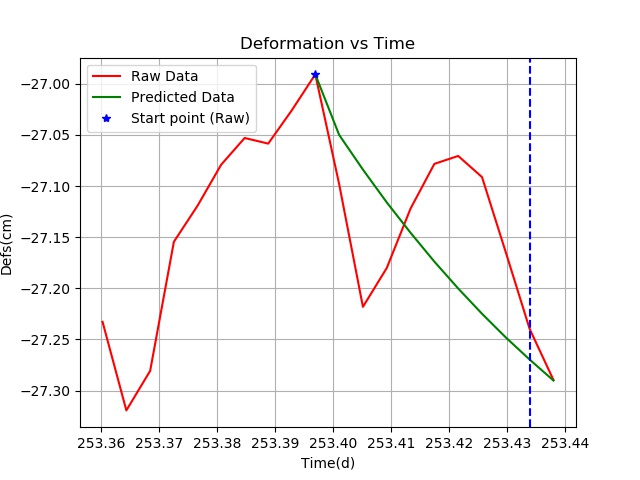 Deformation vs Time
Raw Data
Predicted Data
Start point (Raw)
Defs(cm)
−27.00
−27.05
−27.10
−27.15
−27.20
−27.25
−27.30
253.36 253.37 253.38 253.39 253.40 253.41 253.42 253.43 253.44
Time(d)